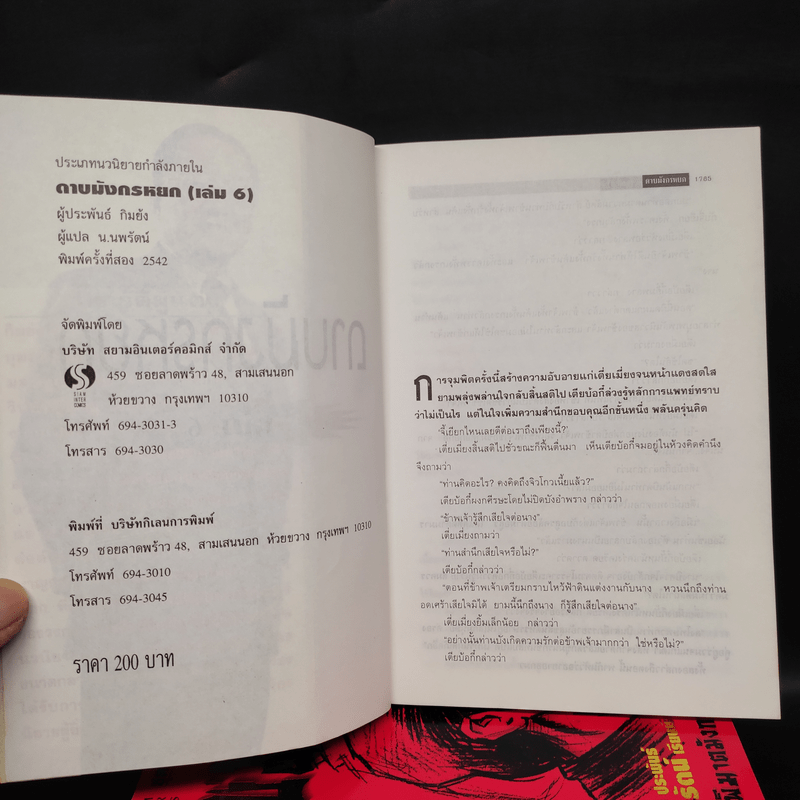 ประเภทนวนิยายกำลังภายใน
ดาบมังกรหยก (เล่ม 6)
ผู้ประพันธ์ กิมย้ง
ผู้แปล น.นพรัตน์
พิมพ์ครั้งที่สอง 2542
จัดพิมพ์โดย
บริษัท สยามอินเตอร์คอมิกส์ จำกัด
459 ซอยลาดพร้าว 48, สามเสนนอก
SIAM
INTER
COMICS
ห้วยขวาง กรุงเทพฯ 10310
โทรศัพท์ 694-3031-3
โทรสาร 694-3030
พิมพ์ที่ บริษัทกิเลนการพิมพ์
459 ซอยลาดพร้าว 48, สามเสนนอก ห้วยขวาง กรุงเทพฯ 10310
โทรศัพท์ 694-3010
โทรสาร 694-3045
ราคา 200 บาท
ดาบมังกรหยก 1785
การจุมพิตครั้งนี้สร้างความอับอายแก่เตี่ยเมี่ยงจนหน้าแดงสดใส
ยามพลุ่งพล่านใจกลับสิ้นสติไป เตียบ้อกี้ล่วงรู้หลักการแพทย์ทราบ
ว่าไม่เป็นไร แต่ในใจเพิ่มความสำนึกขอบคุณอีกขั้นหนึ่ง พลันครุ่นคิด
'จี้เยียกไหนเลยดีต่อเราถึงเพียงนี้?'
เตี่ยเมี่ยงสิ้นสติไปชั่วขณะก็ฟื้นตื่นมา เห็นเตียบ้อกี้จมอยู่ในห้วงคิดคำนึง
จึงถามว่า
"ท่านคิดอะไร? คงคิดถึงจิวโกวเนี้ยแล้ว?"
เตียบ้อกี้ผงกศีรษะโดยไม่ปิดบังอำพราง กล่าวว่า
"ข้าพเจ้ารู้สึกเสียใจต่อนาง"
เตี่ยเมี่ยงถามว่า
"ท่านสำนึกเสียใจหรือไม่?"
เตียบ้อกี้กล่าวว่า
"ตอนที่ข้าพเจ้าเตรียมกราบไหว้ฟ้าดินแต่งงานกับนาง หวนนึกถึงท่าน
อดเศร้าเสียใจมิได้ ยามนี้นึกถึงนาง ก็รู้สึกเสียใจต่อนาง"
เตี่ยเมี่ยงยิ้มเล็กน้อย กล่าวว่า
"อย่างนั้นท่านบังเกิดความรักต่อข้าพเจ้ามากกว่า ใช่หรือไม่?"
เตียบ้อกี้กล่าวว่า